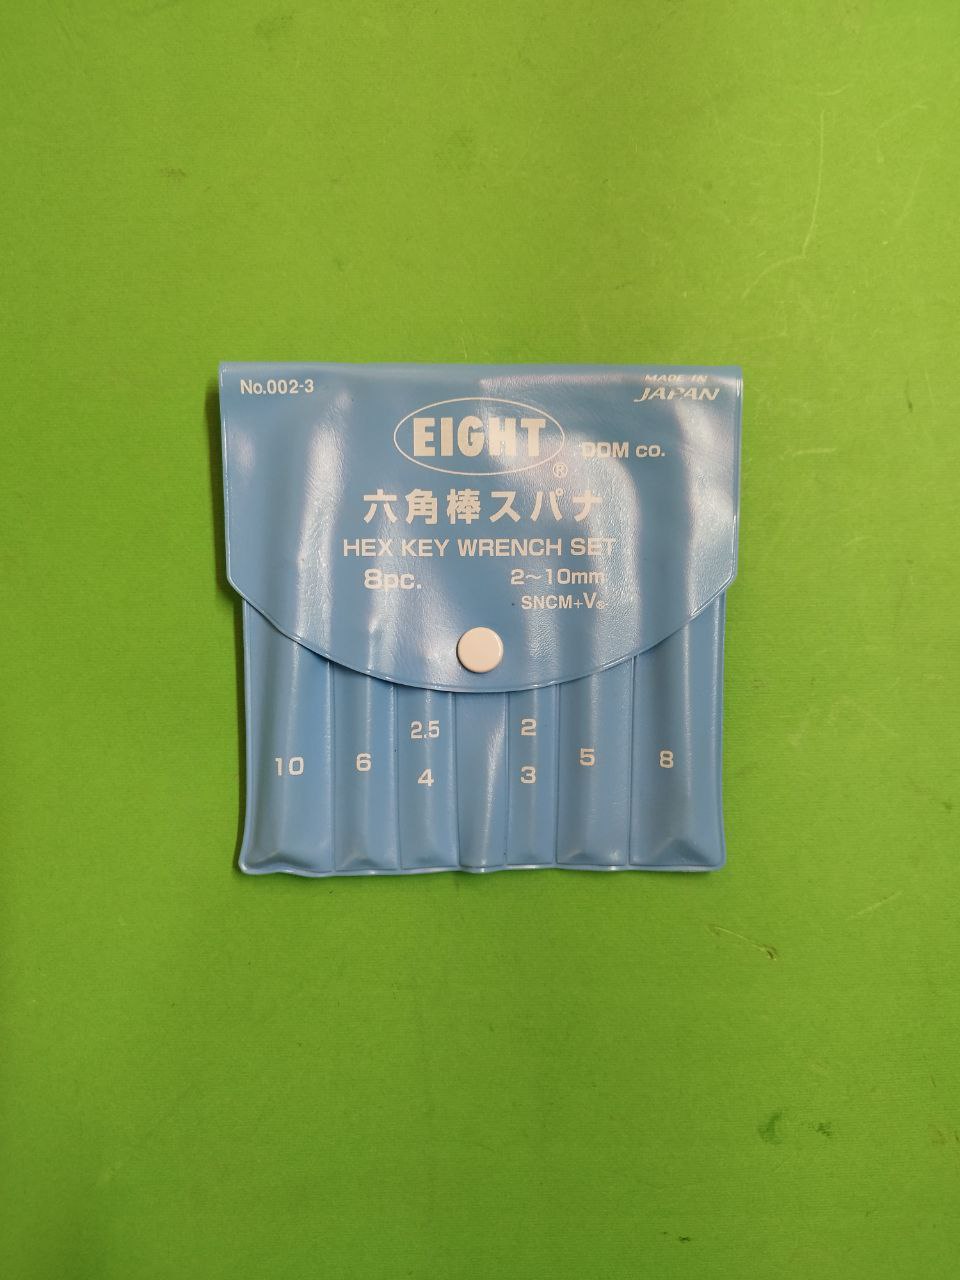 No.002-3
MADE IN
JAPAN
EIGHT
® DOM CO.
六角棒スパナ
HEX KEY WRENCH SET
8pc. 2~10mm
SNCM+V®
2.5 2
10 6 4 3 5 8